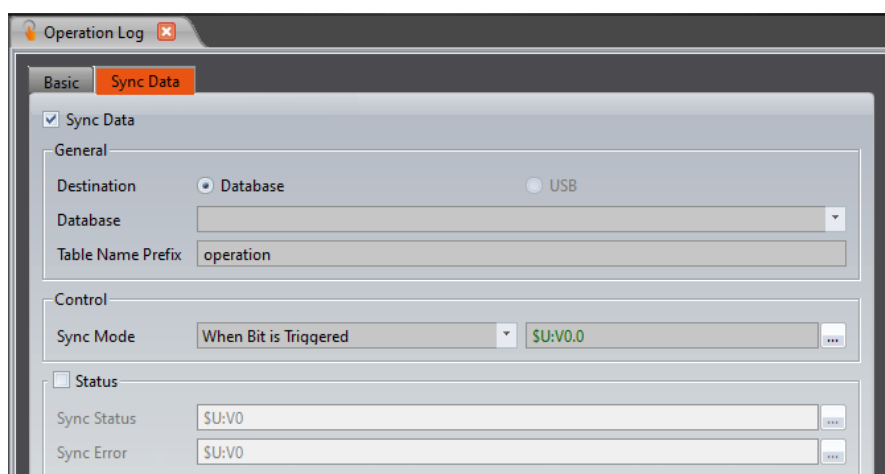 Operation Log
Basic Sync Data
Sync Data
General
Destination Database USB
Database
Table Name Prefix operation
Control
Sync Mode When Bit is Triggered $U:V0.0 ...
Status
Sync Status $U:V0 ...
Sync Error $U:V0 ...